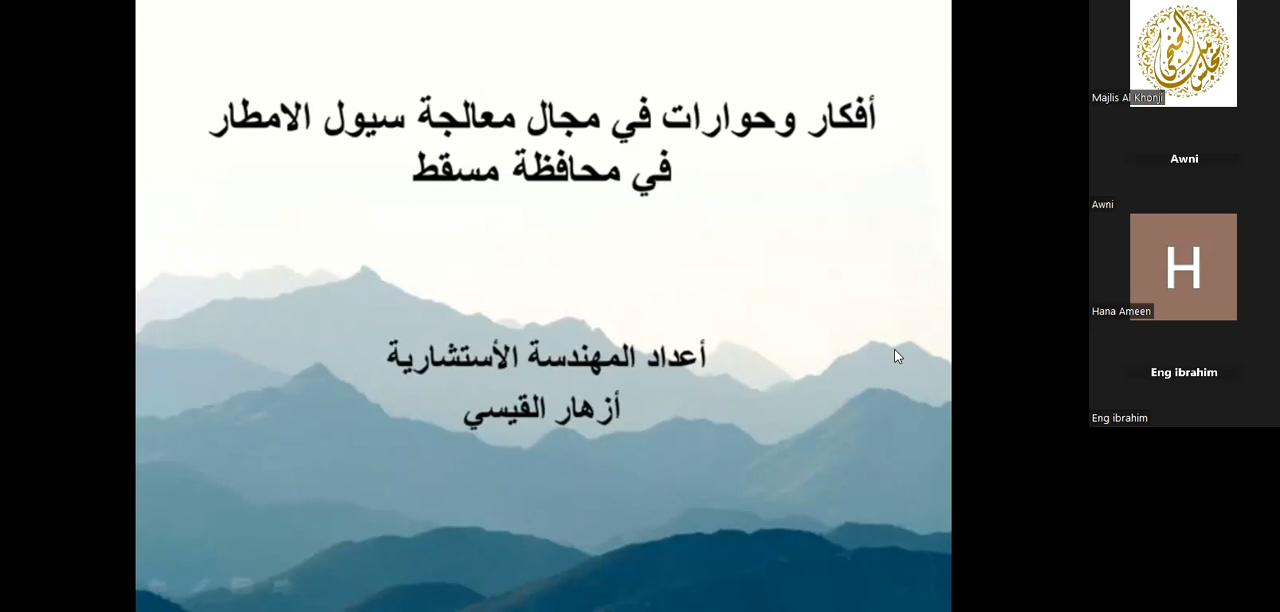 أفكار وحوارات في مجال معالجة سيول الامطار
في محافظة مسقط
أعداد المهندسة الأستشارية
أزهار القيسي
Majlis Al Khonji
Awni
Awni
H
Hana Ameen
Eng ibrahim
Eng ibrahim